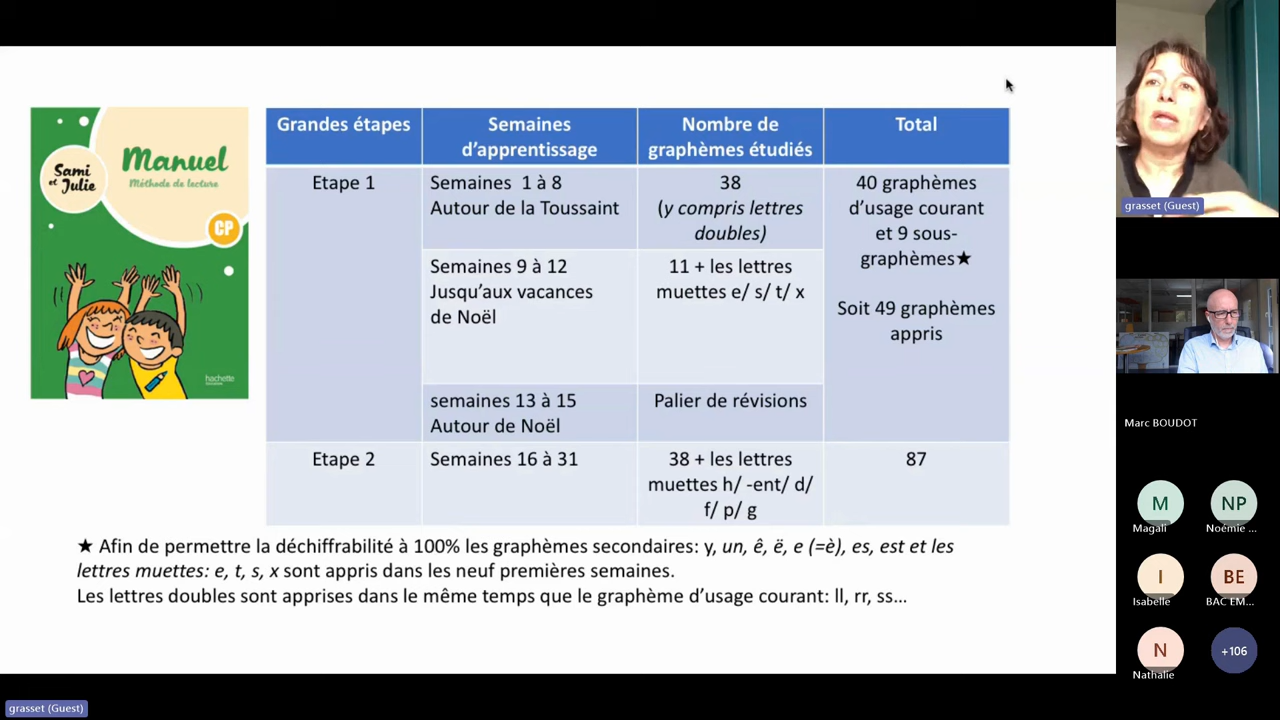 Sami
et Julie
Manuel
Méthode de lecture
CP
hachette
Grandes étapes
Semaines
d’apprentissage
Nombre de
graphèmes étudiés
Total
Etape 1
Semaines 1 à 8
Autour de la Toussaint
38
(y compris lettres
doubles)
40 graphèmes
d’usage courant
et 9 sous-
graphèmes★
Soit 49 graphèmes
appris
Semaines 9 à 12
Jusqu’aux vacances
de Noël
11 + les lettres
muettes e/ s/ t/ x
semaines 13 à 15
Autour de Noël
Palier de révisions
Etape 2
Semaines 16 à 31
38 + les lettres
muettes h/ -ent/ d/
f/ p/ g
87
★ Afin de permettre la déchiffrabilité à 100% les graphèmes secondaires: y, un, ê, ë, e (=è), es, est et les
lettres muettes: e, t, s, x sont appris dans les neuf premières semaines.
Les lettres doubles sont apprises dans le même temps que le graphème d’usage courant: ll, rr, ss…
grasset (Guest)
Marc BOUDOT
M
Magali
NP
Noémie ...
I
Isabelle
BE
BAC EM...
N
Nathalie
+106
grasset (Guest)